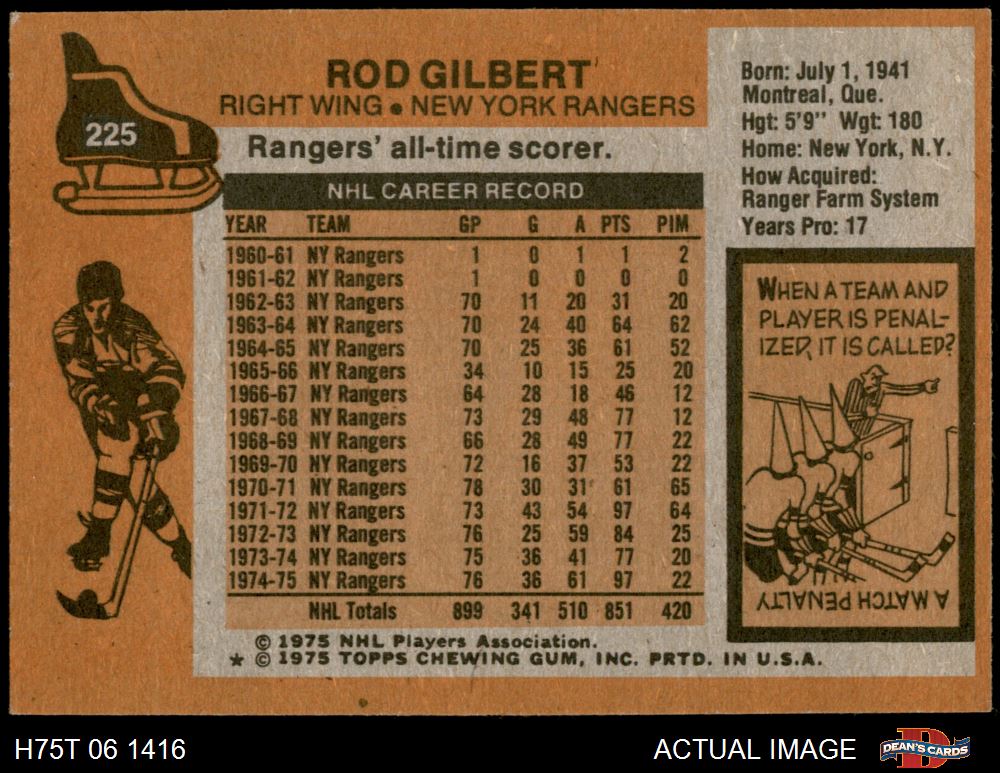 225
ROD GILBERT
RIGHT WING • NEW YORK RANGERS
Rangers' all-time scorer.
NHL CAREER RECORD
YEAR TEAM GP G A PTS PIM
1960-61 NY Rangers 1 0 1 1 2
1961-62 NY Rangers 1 0 0 0 0
1962-63 NY Rangers 70 11 20 31 20
1963-64 NY Rangers 70 24 40 64 62
1964-65 NY Rangers 70 25 36 61 52
1965-66 NY Rangers 34 10 15 25 20
1966-67 NY Rangers 64 28 18 46 12
1967-68 NY Rangers 73 29 48 77 12
1968-69 NY Rangers 66 28 49 77 22
1969-70 NY Rangers 72 16 37 53 22
1970-71 NY Rangers 78 30 31 61 65
1971-72 NY Rangers 73 43 54 97 64
1972-73 NY Rangers 76 25 59 84 25
1973-74 NY Rangers 75 36 41 77 20
1974-75 NY Rangers 76 36 61 97 22
NHL Totals 899 341 510 851 420
© 1975 NHL Players Association.
★ © 1975 TOPPS CHEWING GUM, INC. PRTD. IN U.S.A.
Born: July 1, 1941
Montreal, Que.
Hgt: 5'9" Wgt: 180
Home: New York, N.Y.
How Acquired:
Ranger Farm System
Years Pro: 17
WHEN A TEAM AND
PLAYER IS PENAL-
IZED, IT IS CALLED?
A MATCH PENALTY
H75T 06 1416
ACTUAL IMAGE
DEAN'S CARDS